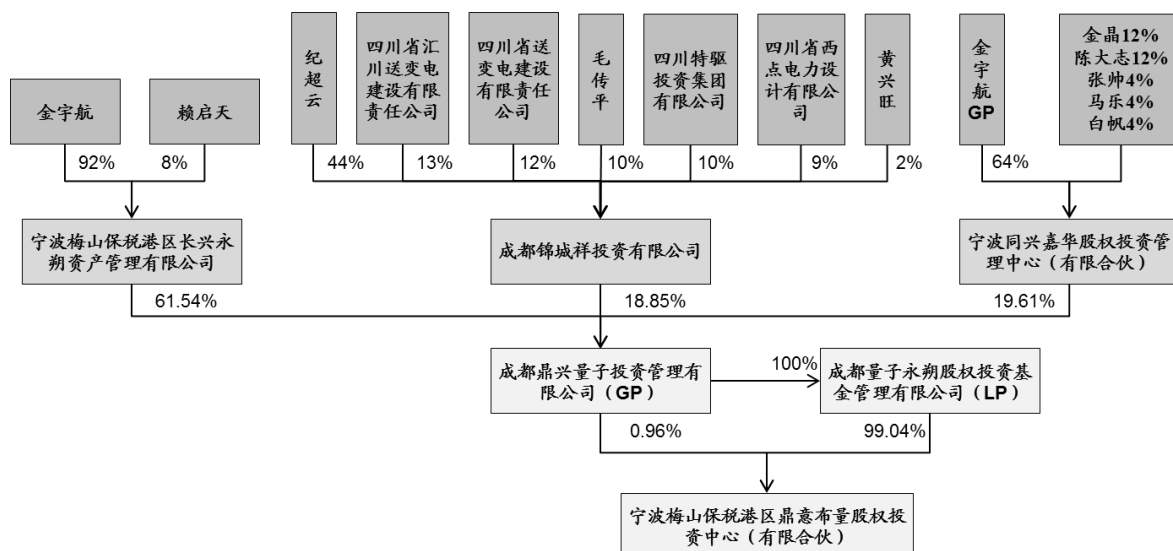 金宇航
赖启天
纪超云
四川省汇
川送变电
建设有限
责任公司
四川省送
变电建设
有限责任
公司
毛传平
四川特驱
投资集团
有限公司
四川省西
点电力设
计有限公
司
黄兴旺
金宇航
GP
金晶12%
陈大志12%
张帅4%
马乐4%
白帆4%
92%
8%
44%
13%
12%
10%
10%
9%
2%
64%
宁波梅山保税港区长兴永
朔资产管理有限公司
成都锦城祥投资有限公司
宁波同兴嘉华股权投资管
理中心（有限合伙）
61.54%
18.85%
19.61%
成都鼎兴量子投资管理有
限公司（GP）
100%
成都量子永朔股权投资基
金管理有限公司（LP）
0.96%
99.04%
宁波梅山保税港区鼎意布量股权投
资中心（有限合伙）